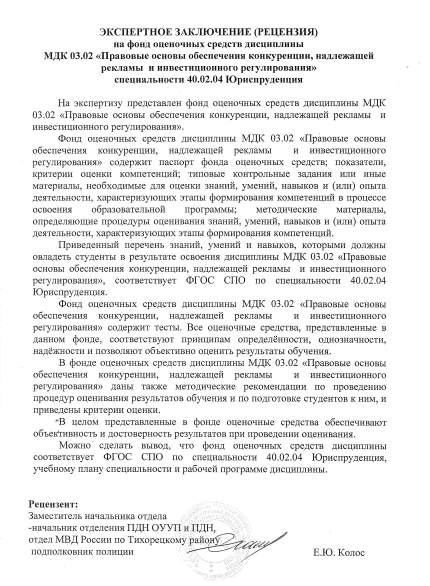 ЭКСПЕРТНОЕ ЗАКЛЮЧЕНИЕ (РЕЦЕНЗИЯ)
на фонд оценочных средств дисциплины
МДК 03.02 «Правовые основы обеспечения конкуренции, надлежащей
рекламы и инвестиционного регулирования»
специальности 40.02.04 Юриспруденция
На экспертизу представлен фонд оценочных средств дисциплины МДК
03.02 «Правовые основы обеспечения конкуренции, надлежащей рекламы и
инвестиционного регулирования».
Фонд оценочных средств дисциплины МДК 03.02 «Правовые основы
обеспечения конкуренции, надлежащей рекламы и инвестиционного
регулирования» содержит паспорт фонда оценочных средств; показатели,
критерии оценки компетенций; типовые контрольные задания или иные
материалы, необходимые для оценки знаний, умений, навыков и (или) опыта
деятельности, характеризующих этапы формирования компетенций в процессе
освоения образовательной программы; методические материалы,
определяющие процедуры оценивания знаний, умений, навыков и (или) опыта
деятельности, характеризующих этапы формирования компетенций.
Приведенный перечень знаний, умений и навыков, которыми должны
овладеть студенты в результате освоения дисциплины МДК 03.02 «Правовые
основы обеспечения конкуренции, надлежащей рекламы и инвестиционного
регулирования», соответствует ФГОС СПО по специальности 40.02.04
Юриспруденция.
Фонд оценочных средств дисциплины МДК 03.02 «Правовые основы
обеспечения конкуренции, надлежащей рекламы и инвестиционного
регулирования» содержит тесты. Все оценочные средства, представленные в
данном фонде, соответствуют принципам определённости, однозначности,
надёжности и позволяют объективно оценить результаты обучения.
В фонде оценочных средств дисциплины МДК 03.02 «Правовые основы
обеспечения конкуренции, надлежащей рекламы и инвестиционного
регулирования» даны также методические рекомендации по проведению
процедур оценивания результатов обучения и по подготовке студентов к ним, и
приведены критерии оценки.
В целом представленные в фонде оценочные средства обеспечивают
объективность и достоверность результатов при проведении оценивания.
Можно сделать вывод, что фонд оценочных средств дисциплины
соответствует ФГОС СПО по специальности 40.02.04 Юриспруденция,
учебному плану специальности и рабочей программе дисциплины.
Рецензент:
Заместитель начальника отдела
-начальник отделения ПДН ОУУП и ПДН,
отдел МВД России по Тихорецкому району
подполковник полиции Е.Ю. Колос